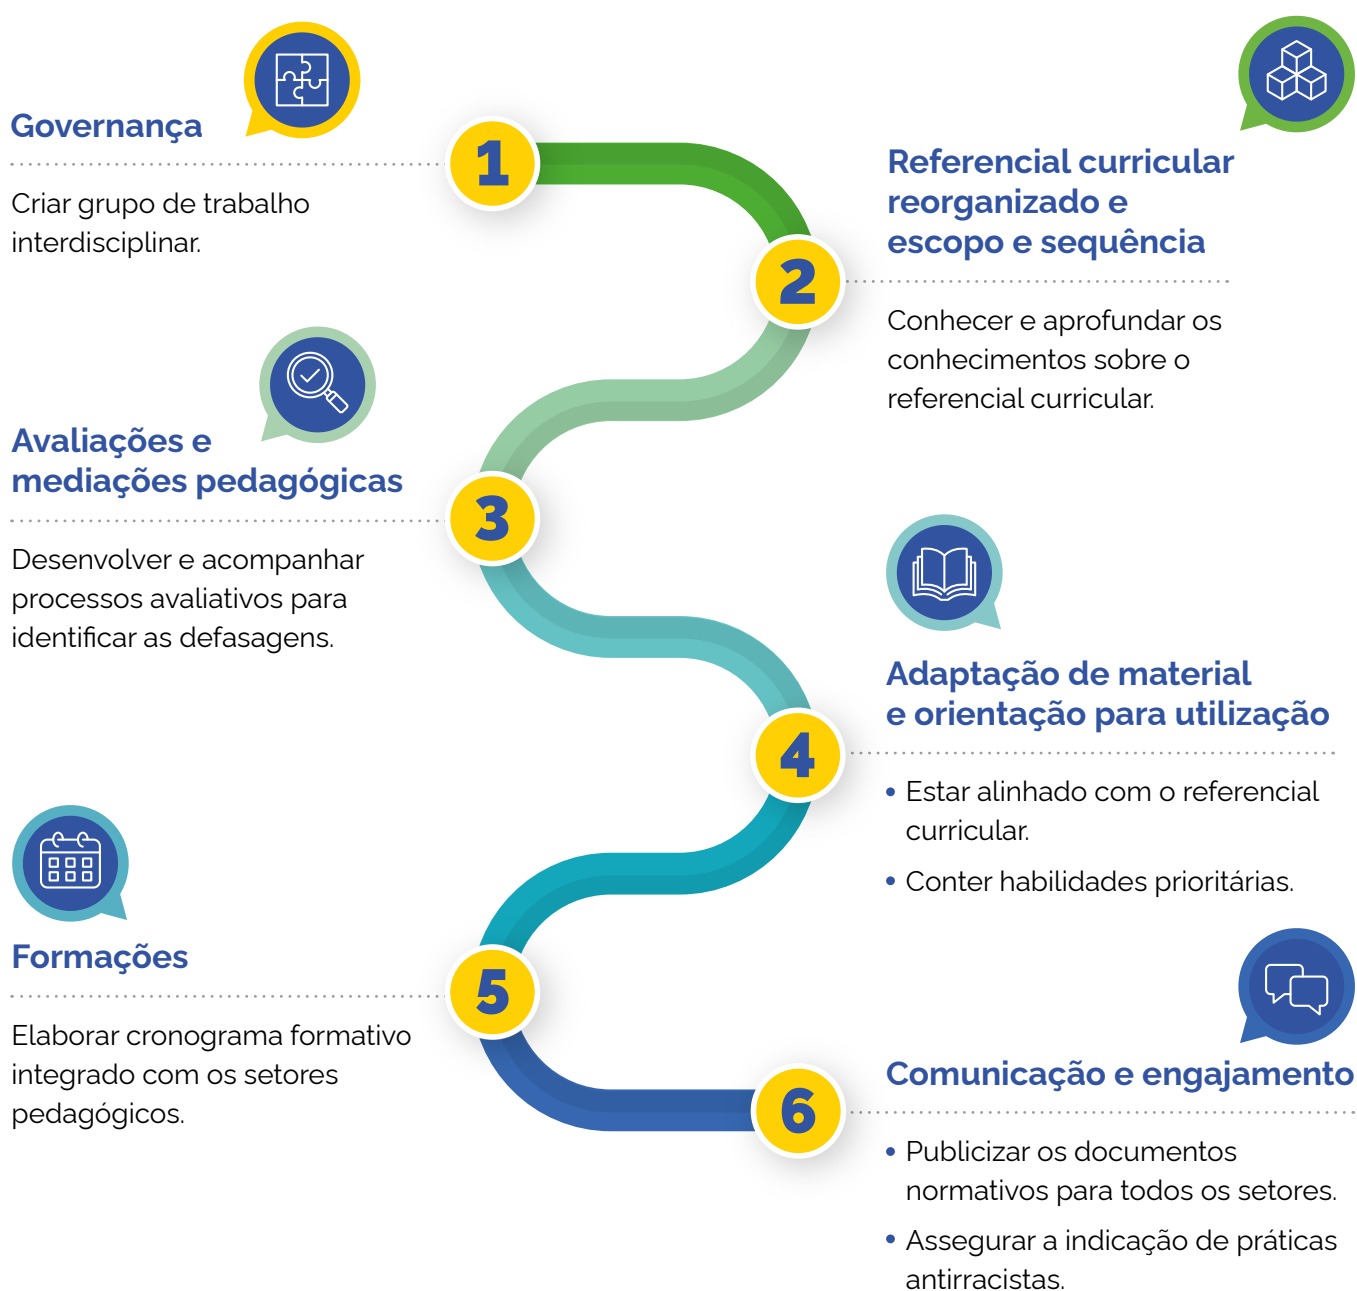 Governança
1
Criar grupo de trabalho
interdisciplinar.
Referencial curricular
reorganizado e
escopo e sequência
2
Conhecer e aprofundar os
conhecimentos sobre o
referencial curricular.
Avaliações e
mediações pedagógicas
3
Desenvolver e acompanhar
processos avaliativos para
identificar as defasagens.
Adaptação de material
e orientação para utilização
4
• Estar alinhado com o referencial
curricular.
• Conter habilidades prioritárias.
Formações
5
Elaborar cronograma formativo
integrado com os setores
pedagógicos.
Comunicação e engajamento
6
• Publicizar os documentos
normativos para todos os setores.
• Assegurar a indicação de práticas
antirracistas.